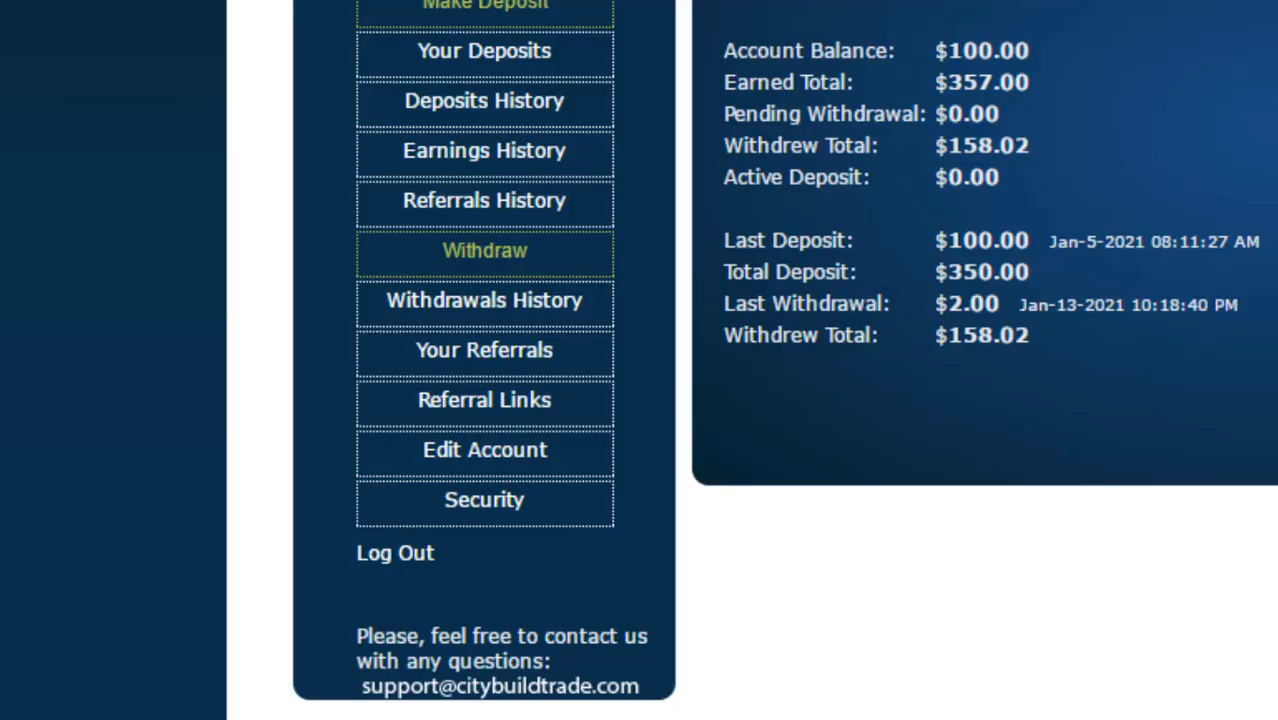 Make Deposit
Your Deposits
Deposits History
Earnings History
Referrals History
Withdraw
Withdrawals History
Your Referrals
Referral Links
Edit Account
Security
Log Out
Please, feel free to contact us
with any questions:
support@citybuildtrade.com
Account Balance: $100.00
Earned Total: $357.00
Pending Withdrawal: $0.00
Withdrew Total: $158.02
Active Deposit: $0.00
Last Deposit: $100.00 Jan-5-2021 08:11:27 AM
Total Deposit: $350.00
Last Withdrawal: $2.00 Jan-13-2021 10:18:40 PM
Withdrew Total: $158.02